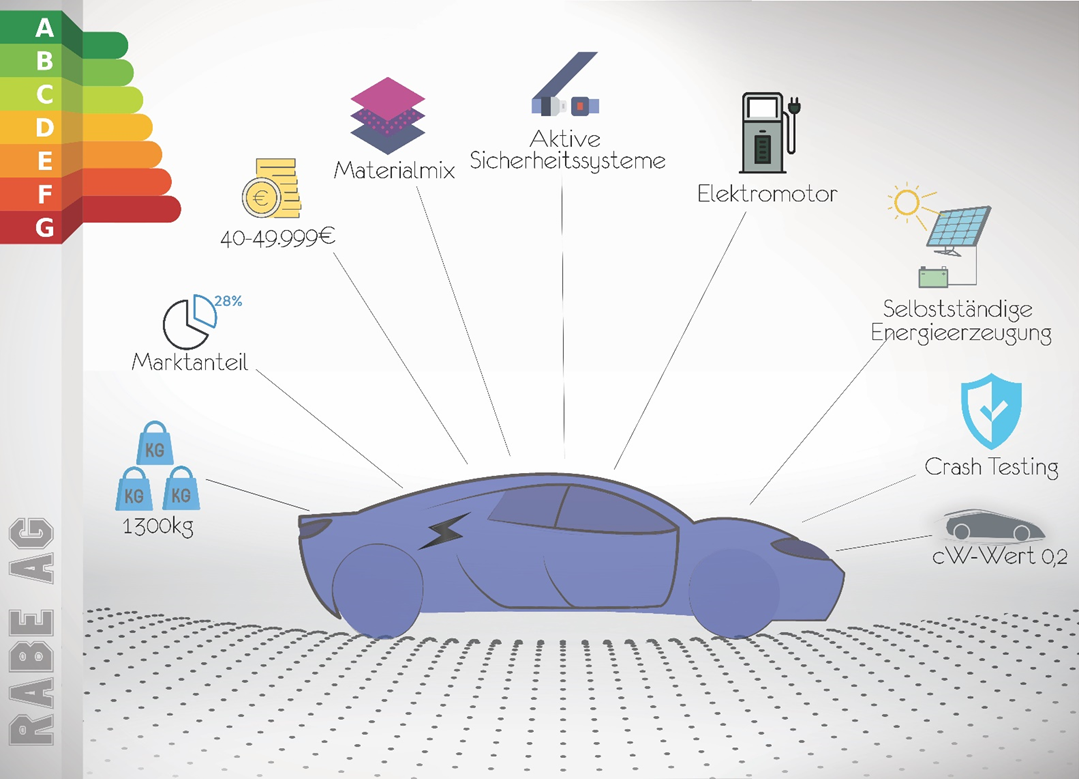 A
B
C
D
E
F
G
Aktive
Sicherheitssysteme
Materialmix
Elektromotor
40-49.999€
28%
Marktanteil
Selbstständige
Energieerzeugung
KG
KG
KG
1300kg
Crash Testing
cW-Wert 0,2
RABE AG